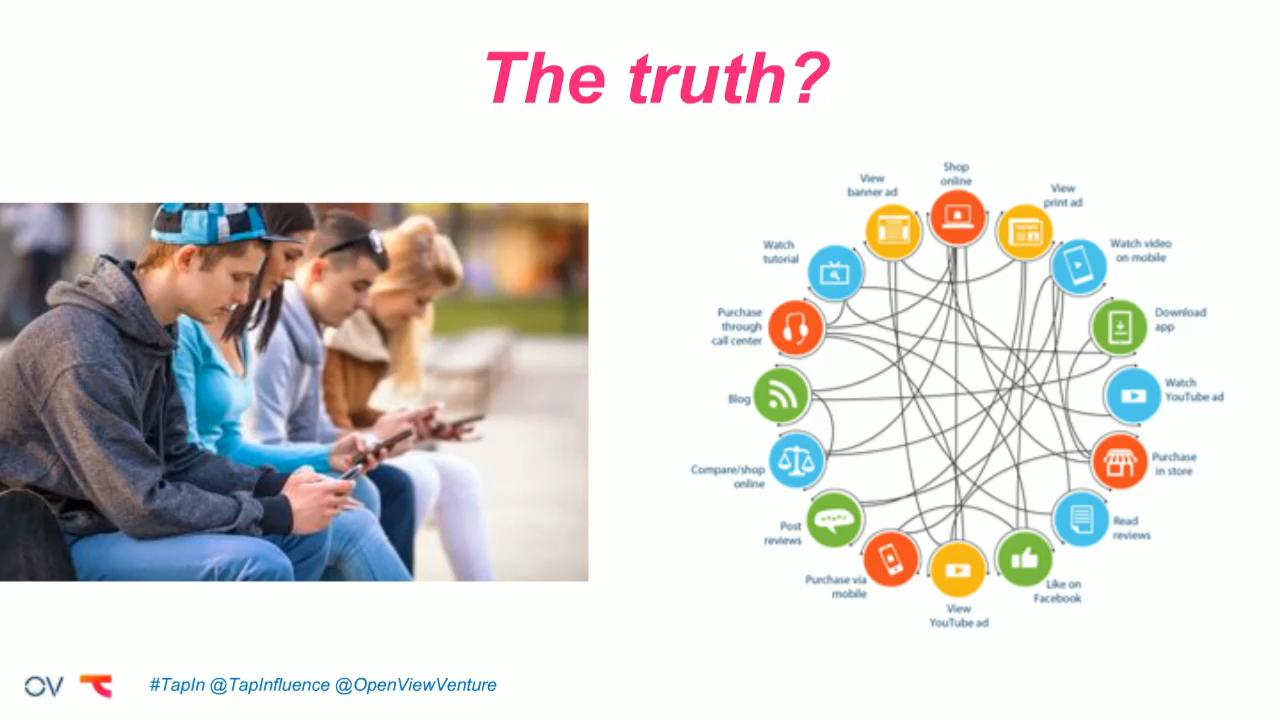 The truth?
Shop
online
View
banner ad
View
print ad
Watch
tutorial
Watch video
on mobile
Purchase
through
call center
Download
app
Blog
Watch
YouTube ad
Compare/shop
online
Purchase
in store
Post
reviews
Read
reviews
Purchase via
mobile
Like on
Facebook
View
YouTube ad
NEWS
OV
#TapIn @TapInfluence @OpenViewVenture